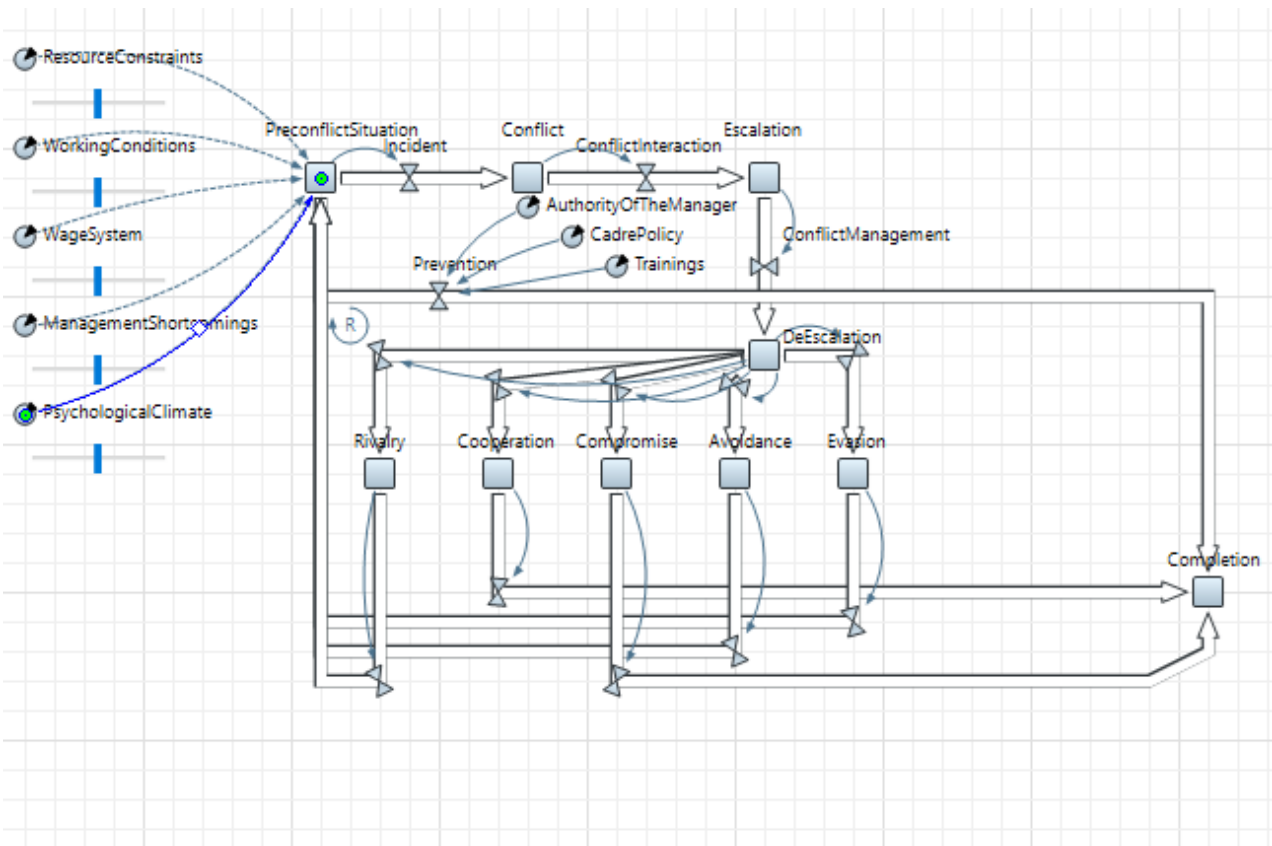 ResourceConstraints
PreconflictSituation
Conflict
Escalation
WorkingConditions
Incident
ConflictInteraction
AuthorityOfTheManager
WageSystem
CadrePolicy
ConflictManagement
Prevention
Trainings
ManagementShortcomings
R
DeEscalation
PsychologicalClimate
Rivalry
Cooperation
Compromise
Avoidance
Evasion
Completion